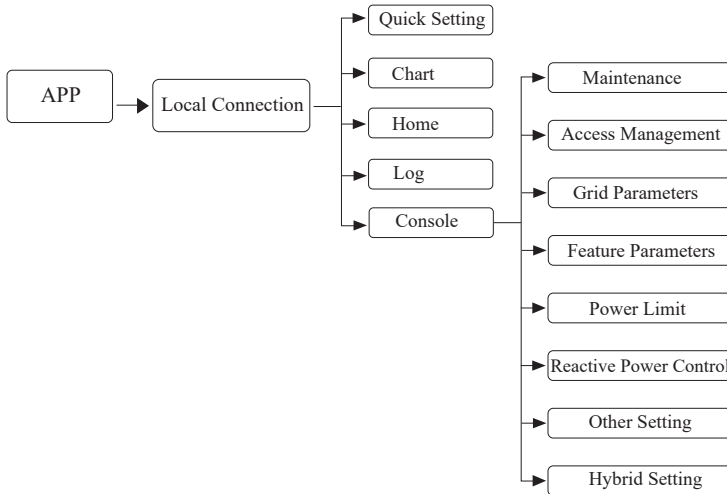 APP
Local Connection
Quick Setting
Chart
Home
Log
Console
Maintenance
Access Management
Grid Parameters
Feature Parameters
Power Limit
Reactive Power Control
Other Setting
Hybrid Setting